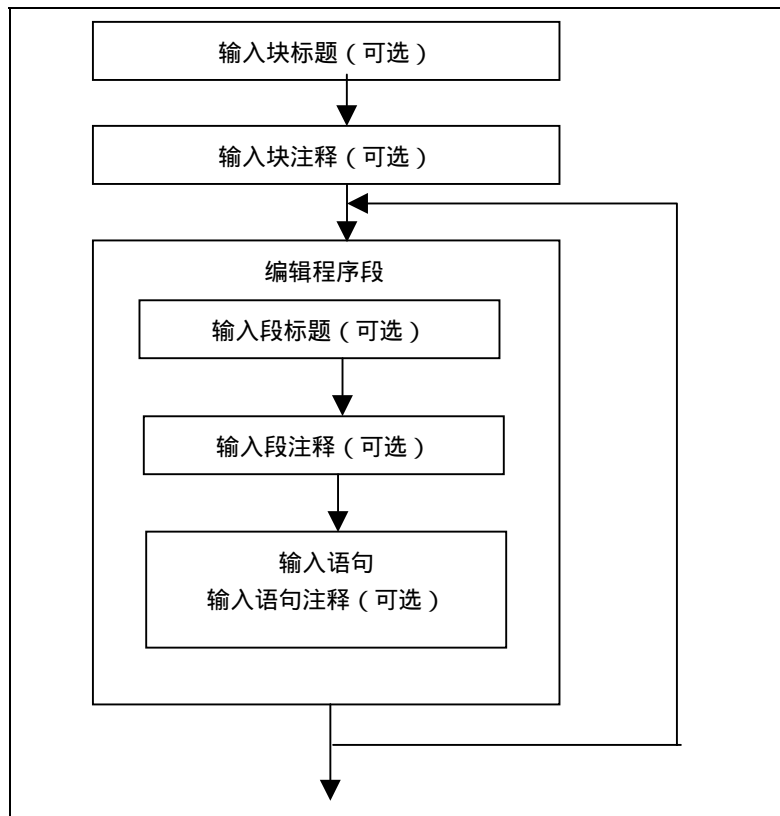 输入块标题（可选）
输入块注释（可选）
编辑程序段
输入段标题（可选）
输入段注释（可选）
输入语句
输入语句注释（可选）